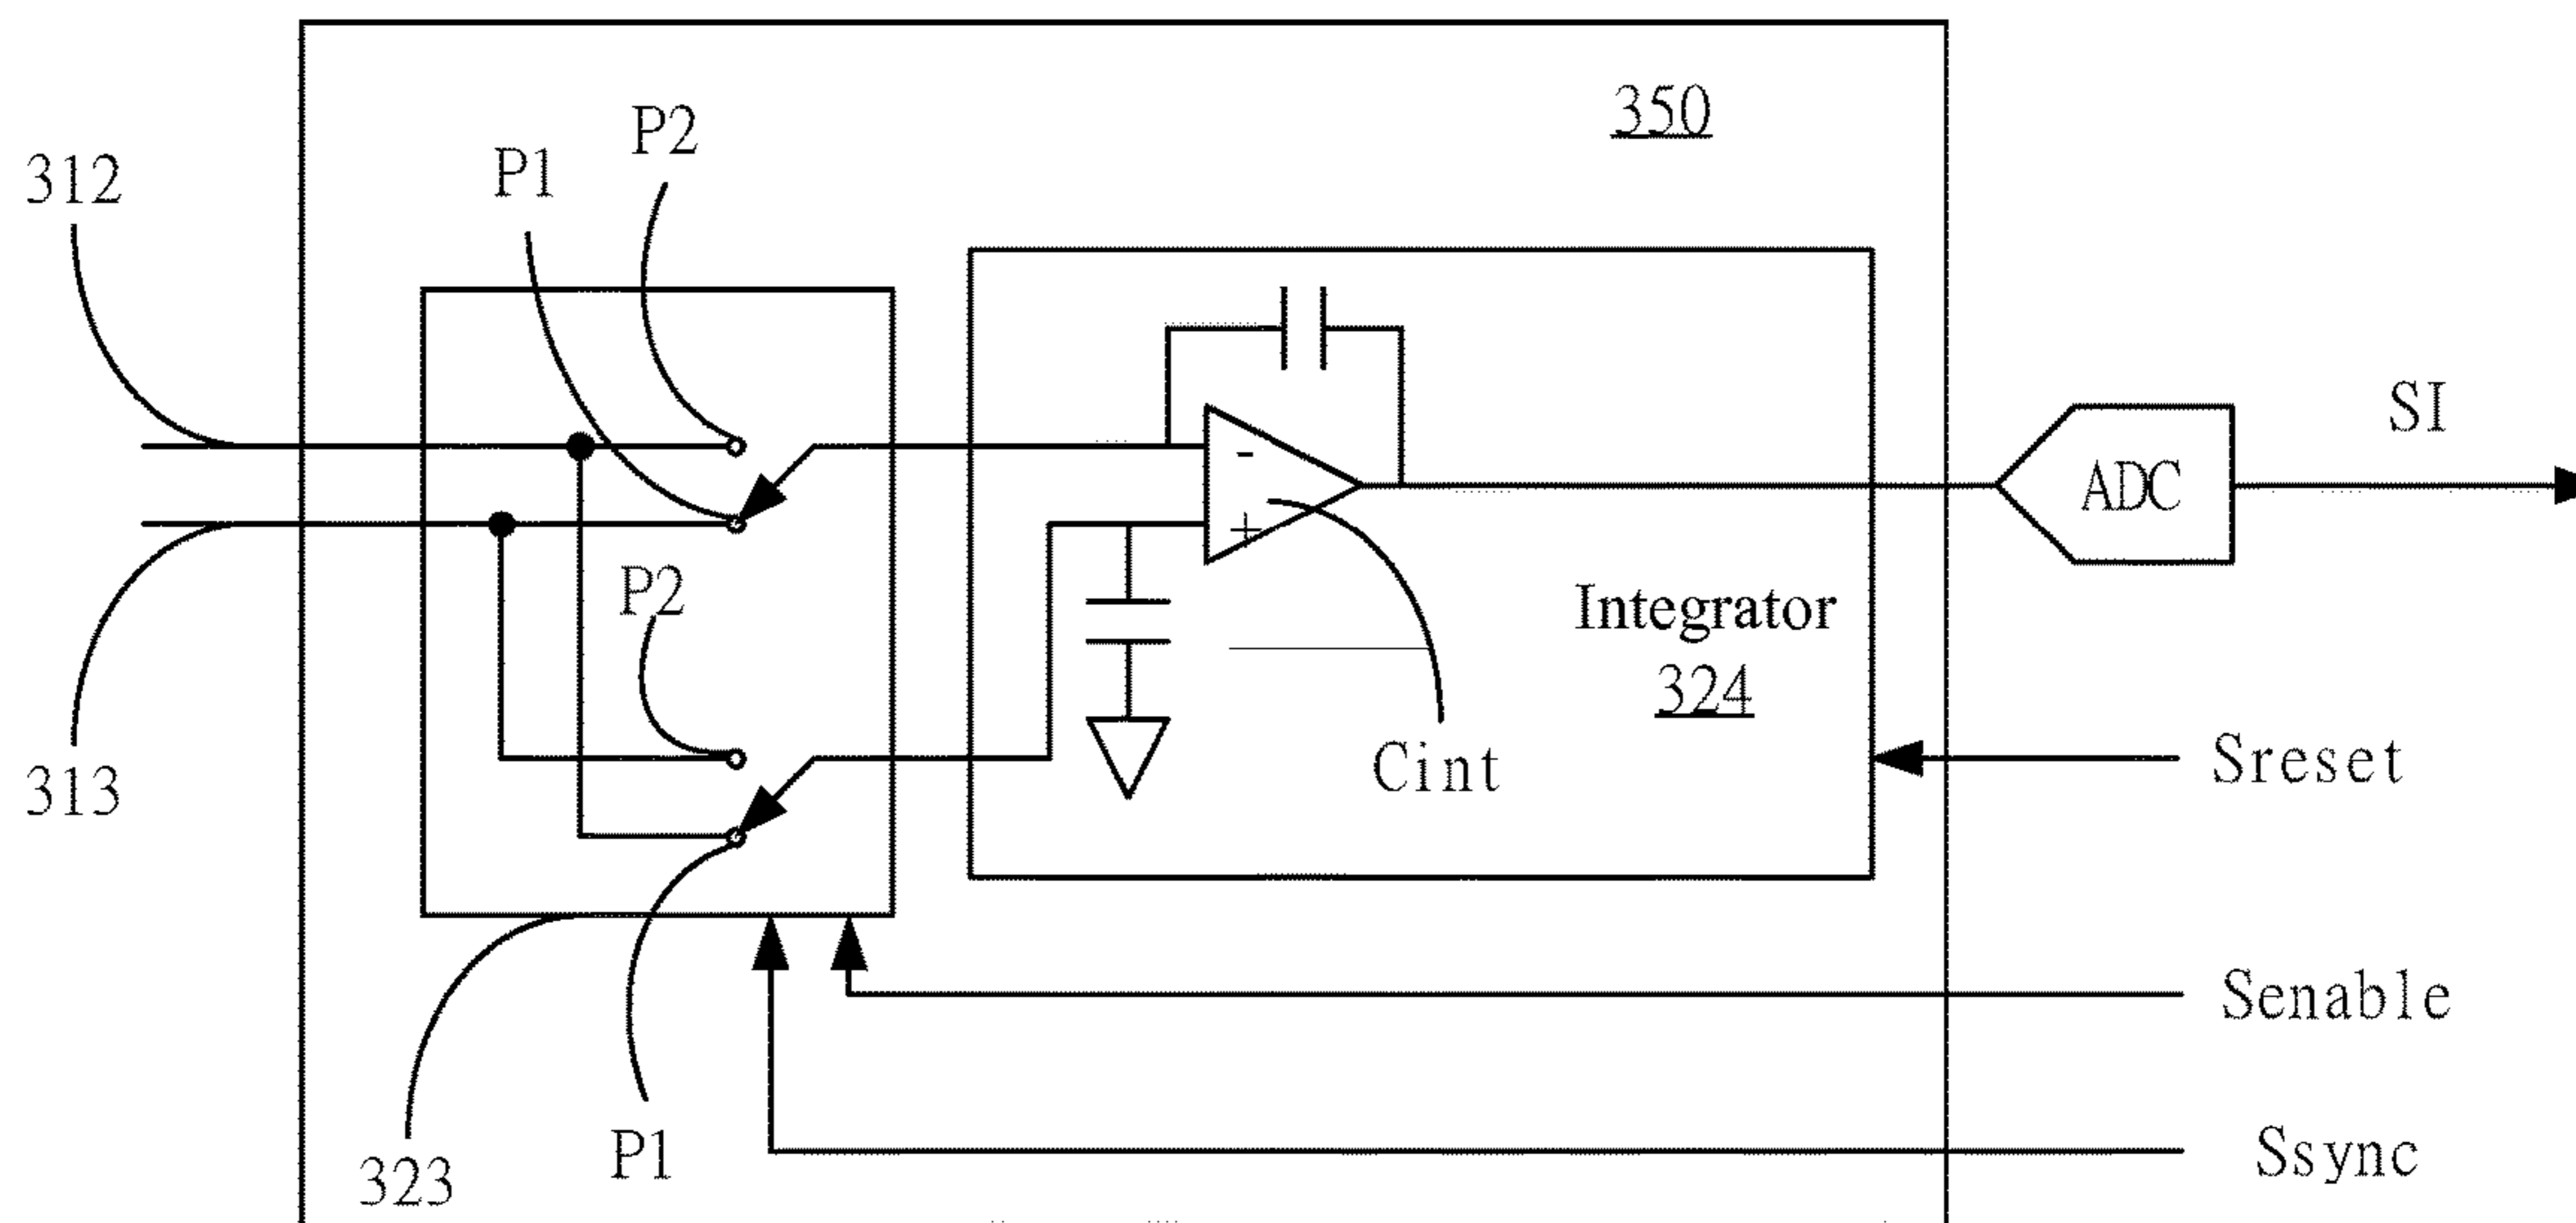 350
P2
P1
312
SI
ADC
-
+
P2
Integrator
324
Cint
Sreset
313
Senable
P1
323
Ssync